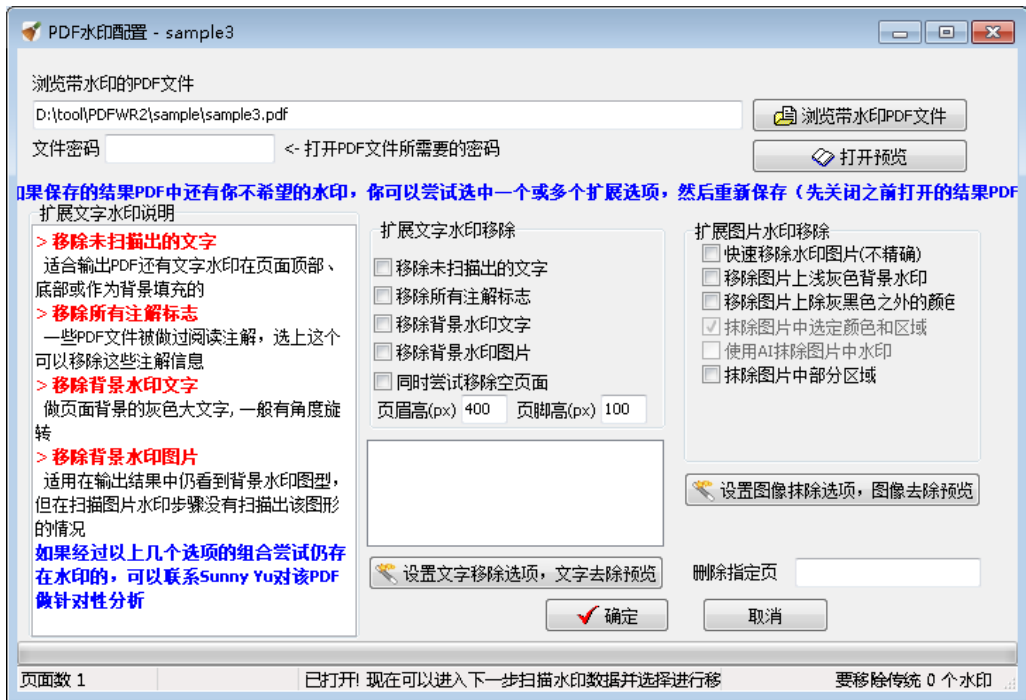 PDF水印配置 - sample3
浏览带水印的PDF文件
D:\tool\PDFWR2\sample\sample3.pdf
浏览带水印PDF文件
文件密码
<- 打开PDF文件所需要的密码
打开预览
如果保存的结果PDF中还有你不希望的水印，你可以尝试选中一个或多个扩展选项，然后重新保存（先关闭之前打开的结果PDF
扩展文字水印说明
> 移除未扫描出的文字
适合输出PDF还有文字水印在页面顶部、
底部或作为背景填充的
> 移除所有注解标志
一些PDF文件被做过阅读注解，选上这个
可以移除这些注解信息
> 移除背景水印文字
做页面背景的灰色大文字, 一般有角度旋
转
> 移除背景水印图片
适用在输出结果中仍看到背景水印图型，
但在扫描图片水印步骤没有扫描出该图形
的情况
如果经过以上几个选项的组合尝试仍存
在水印的，可以联系Sunny Yu对该PDF
做针对性分析
扩展文字水印移除
移除未扫描出的文字
移除所有注解标志
移除背景水印文字
移除背景水印图片
同时尝试移除空页面
页眉高(px) 400 页脚高(px) 100
设置文字移除选项，文字去除预览
扩展图片水印移除
快速移除水印图片(不精确)
移除图片上浅灰色背景水印
移除图片上除灰黑色之外的颜色
抹除图片中选定颜色和区域
使用AI抹除图片中水印
抹除图片中部分区域
设置图像抹除选项，图像去除预览
删除指定页
确定
取消
页面数 1
已打开! 现在可以进入下一步扫描水印数据并选择进行移
要移除传统 0 个水印